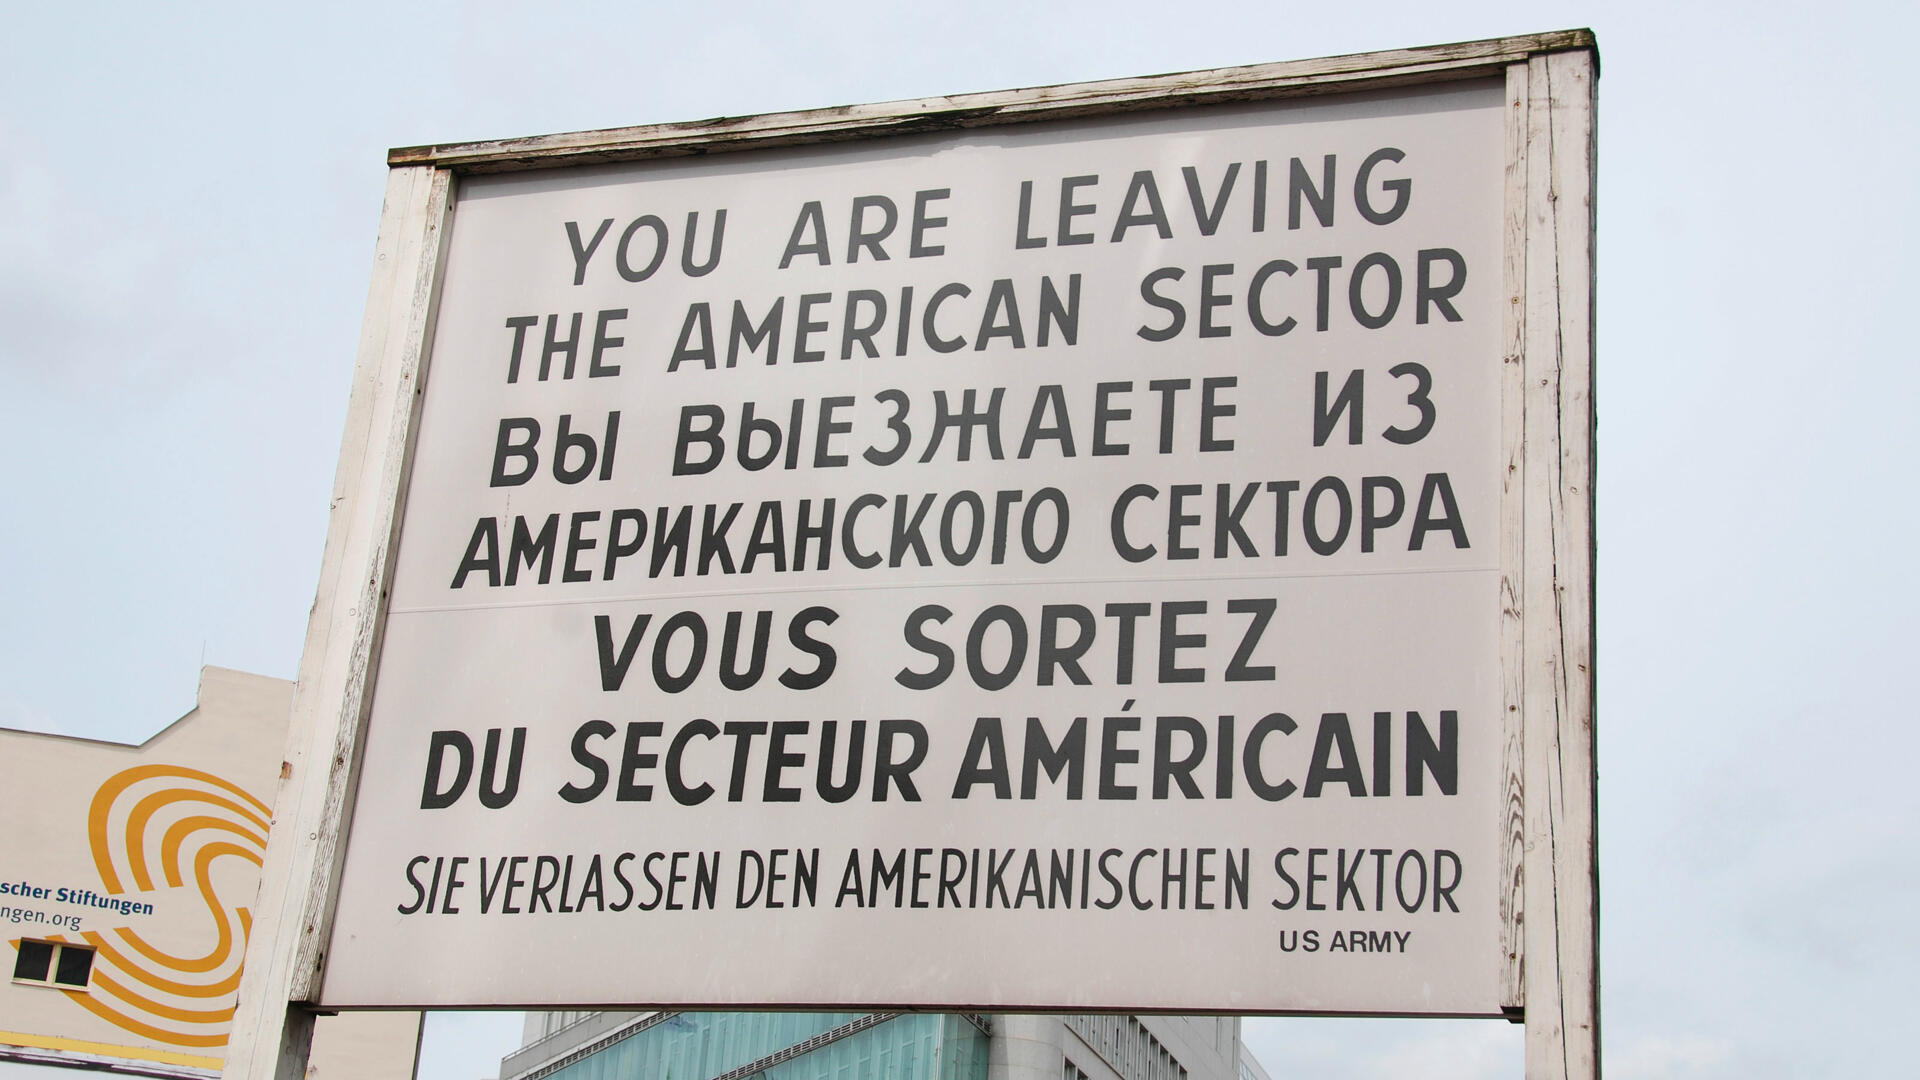 YOU ARE LEAVING
THE AMERICAN SECTOR
ВЫ ВЫЕЗЖАЕТЕ ИЗ
АМЕРИКАНСКОГО СЕКТОРА
VOUS SORTEZ
DU SECTEUR AMÉRICAIN
SIE VERLASSEN DEN AMERIKANISCHEN SEKTOR
US ARMY
scher Stiftungen
ngen.org